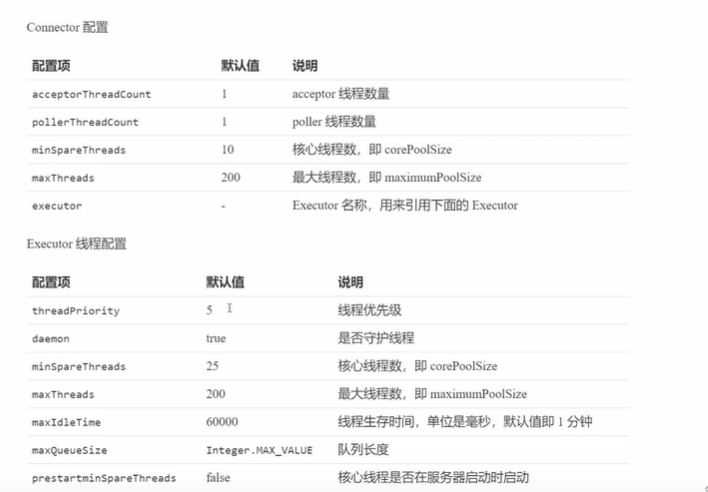 Connector 配置
配置项 默认值 说明
acceptorThreadCount 1 acceptor 线程数量
pollerThreadCount 1 poller 线程数量
minSpareThreads 10 核心线程数，即 corePoolSize
maxThreads 200 最大线程数，即 maximumPoolSize
executor - Executor 名称，用来引用下面的 Executor
Executor 线程配置
配置项 默认值 说明
threadPriority 5 线程优先级
daemon true 是否守护线程
minSpareThreads 25 核心线程数，即 corePoolSize
maxThreads 200 最大线程数，即 maximumPoolSize
maxIdleTime 60000 线程生存时间，单位是毫秒，默认值即 1 分钟
maxQueueSize Integer.MAX_VALUE 队列长度
prestartminSpareThreads false 核心线程是否在服务器启动时启动